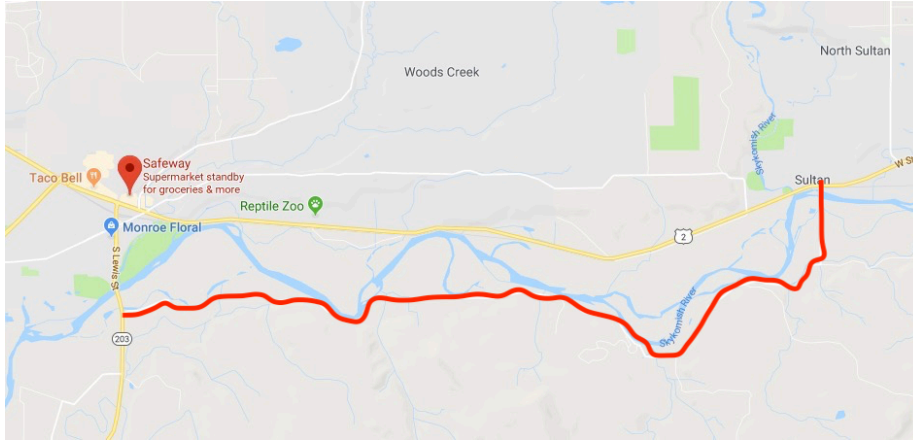 North Sultan
Woods Creek
Skykomish River
W St
Safeway
Supermarket standby
for groceries & more
Taco Bell
Sultan
Reptile Zoo
Monroe Floral
2
S Lewis St
Skykomish River
203